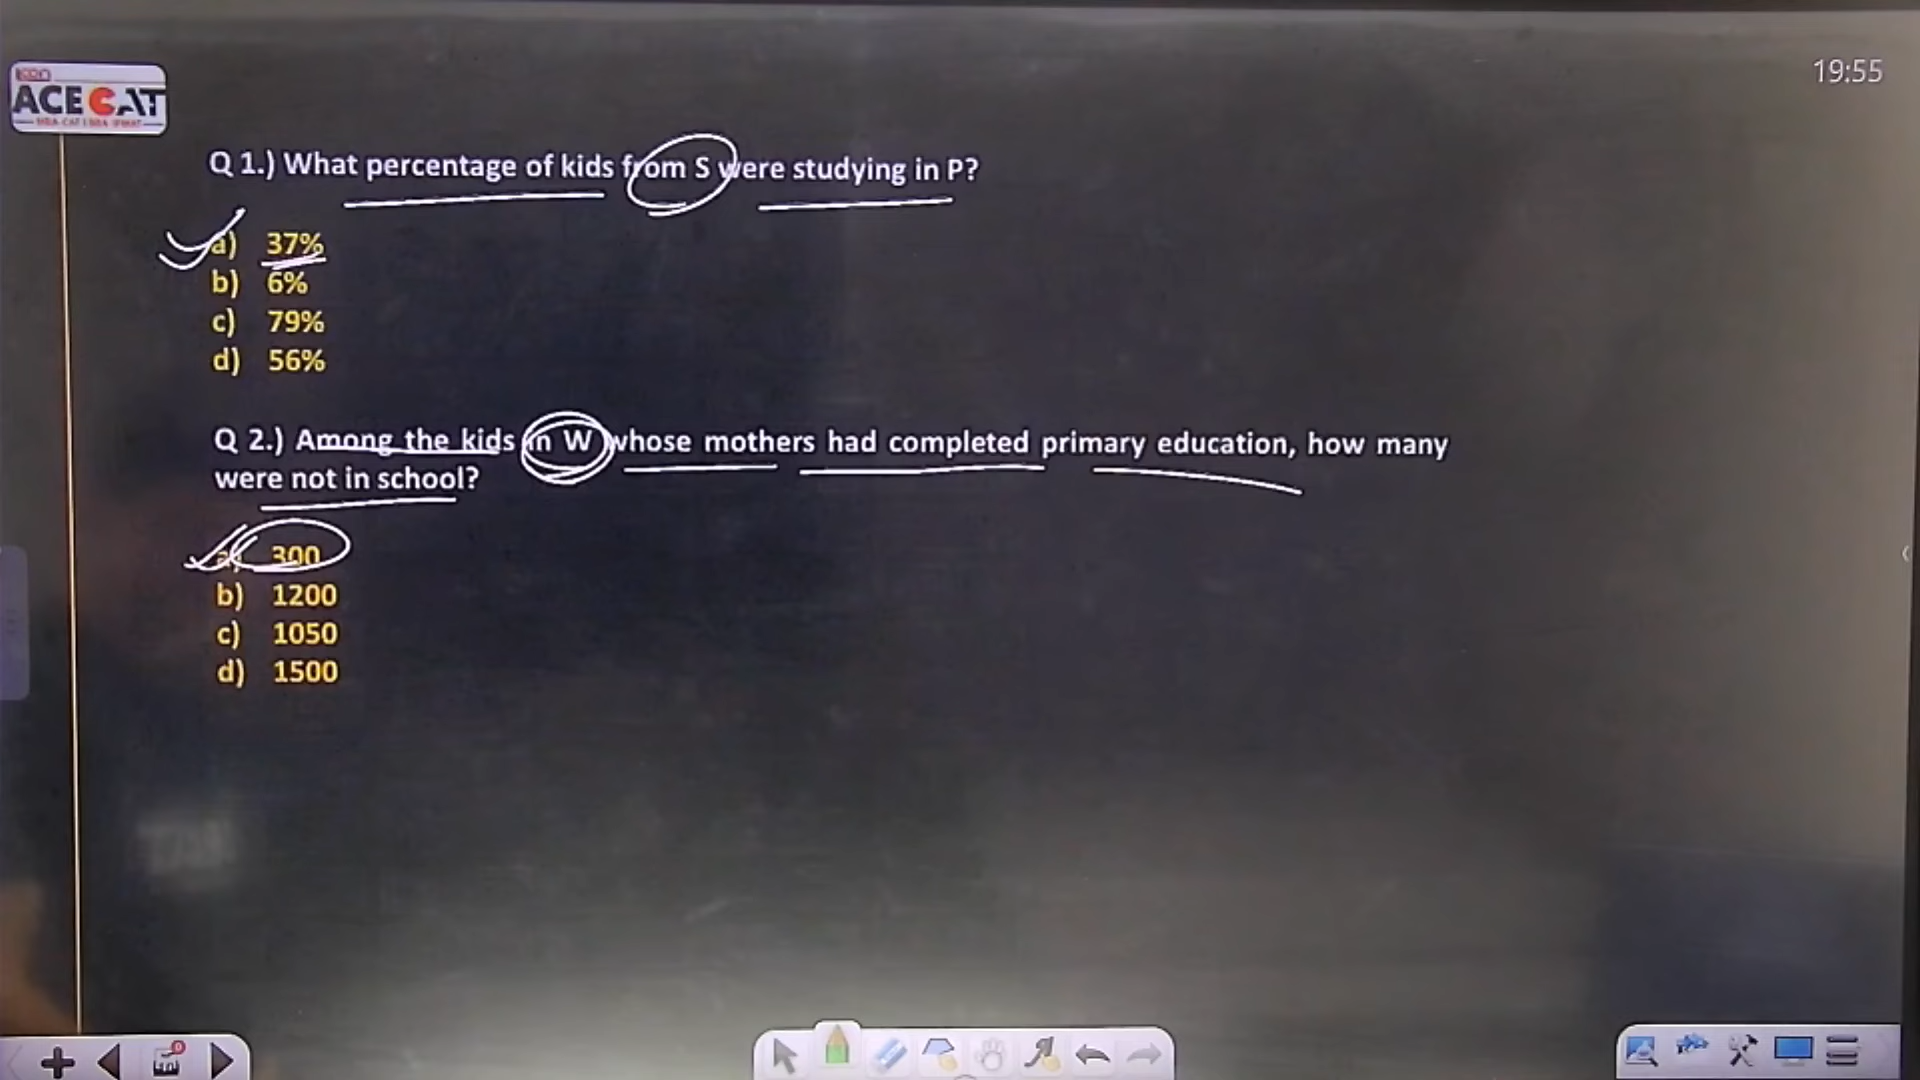 19:55
ACE CAT
Q 1.) What percentage of kids from S were studying in P?
a) 37%
b) 6%
c) 79%
d) 56%
Q 2.) Among the kids in W whose mothers had completed primary education, how many
were not in school?
a) 300
b) 1200
c) 1050
d) 1500